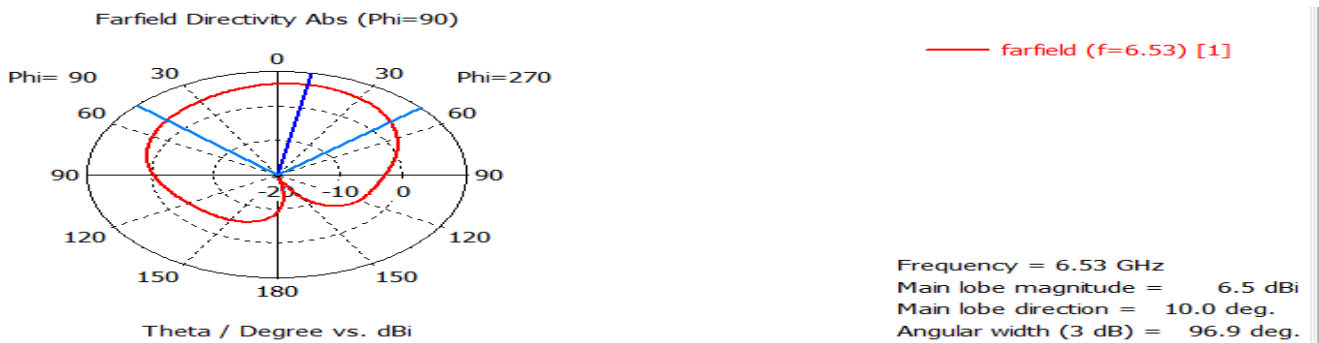 Farfield Directivity Abs (Phi=90)
farfield (f=6.53) [1]
0
Phi= 90 30 30 Phi=270
60 60
90 -20 -10 0 90
120 120
150 150
180
Theta / Degree vs. dBi
Frequency = 6.53 GHz
Main lobe magnitude = 6.5 dBi
Main lobe direction = 10.0 deg.
Angular width (3 dB) = 96.9 deg.